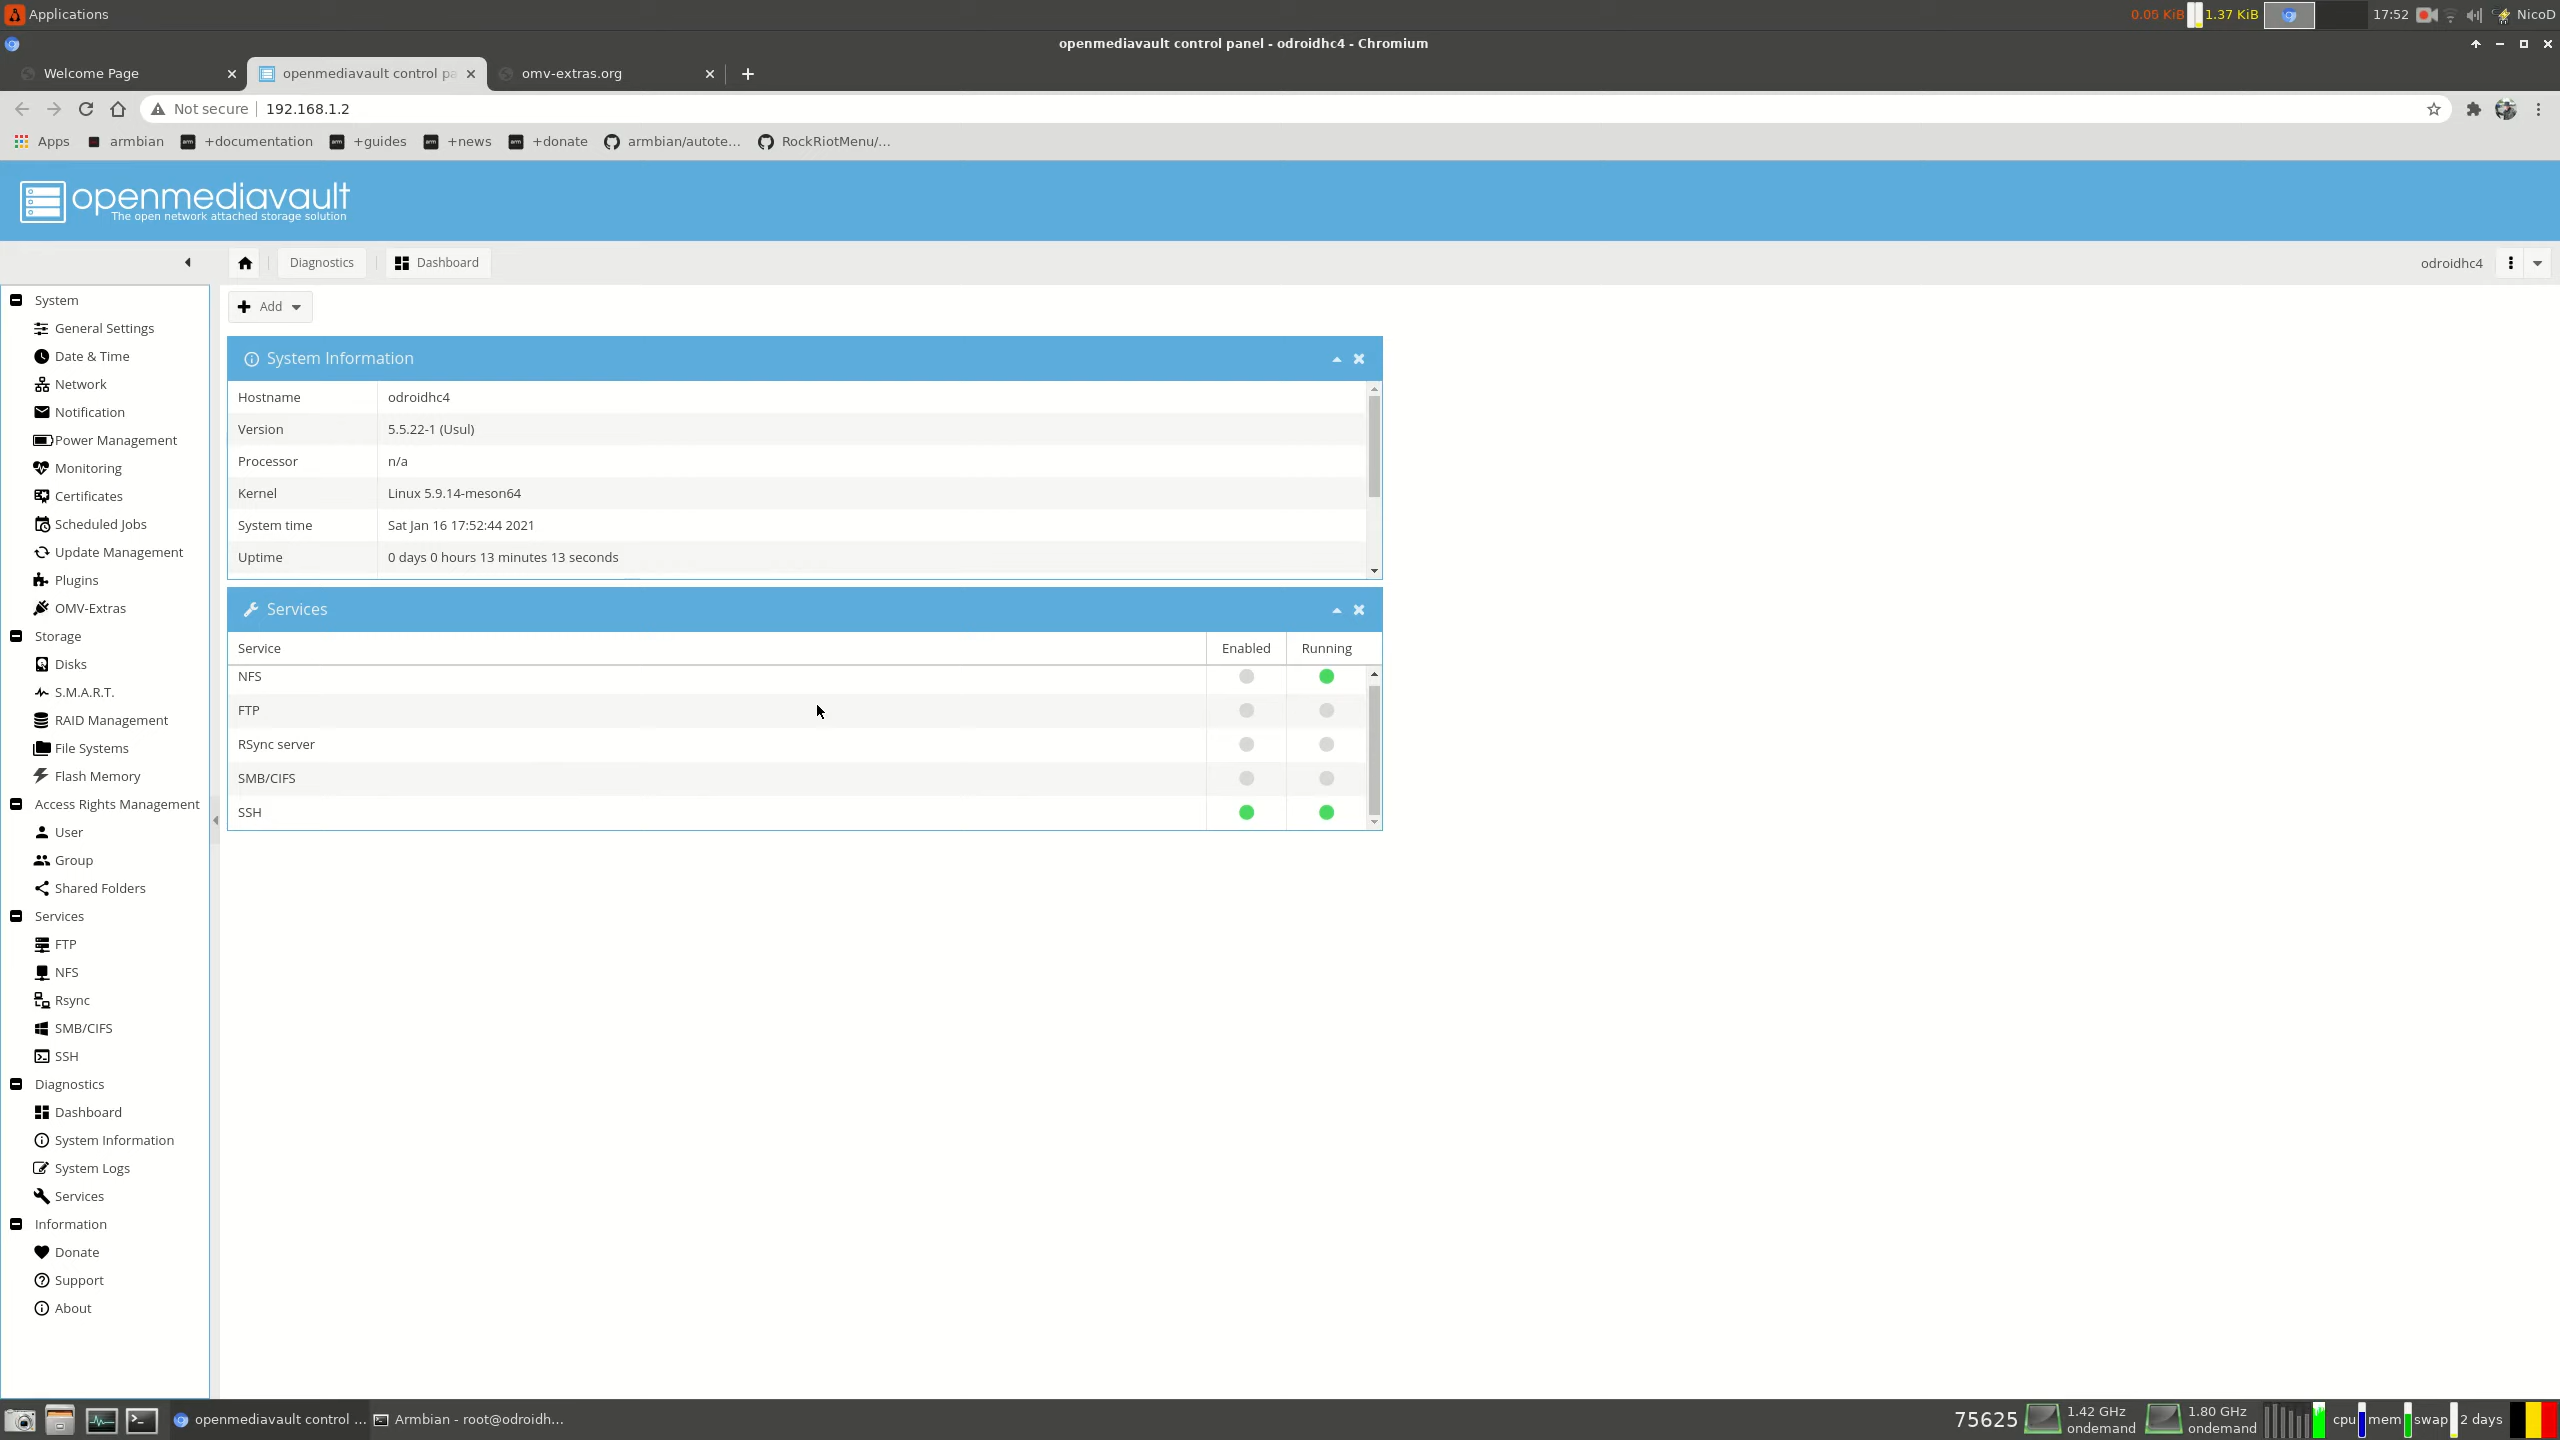 Applications
0.05 KiB 1.37 KiB 17:52 NicoD
openmediavault control panel - odroidhc4 - Chromium
Welcome Page openmediavault control pa omv-extras.org
Not secure 192.168.1.2
Apps armbian +documentation +guides +news +donate armbian/autote... RockRiotMenu/...
openmediavault
The open network attached storage solution
Diagnostics Dashboard odroidhc4
System
General Settings
Date & Time
Network
Notification
Power Management
Monitoring
Certificates
Scheduled Jobs
Update Management
Plugins
OMV-Extras
Storage
Disks
S.M.A.R.T.
RAID Management
File Systems
Flash Memory
Access Rights Management
User
Group
Shared Folders
Services
FTP
NFS
Rsync
SMB/CIFS
SSH
Diagnostics
Dashboard
System Information
System Logs
Services
Information
Donate
Support
About
Add
System Information
Hostname odroidhc4
Version 5.5.22-1 (Usul)
Processor n/a
Kernel Linux 5.9.14-meson64
System time Sat Jan 16 17:52:44 2021
Uptime 0 days 0 hours 13 minutes 13 seconds
Services
Service Enabled Running
NFS
FTP
RSync server
SMB/CIFS
SSH
openmediavault control ... Armbian - root@odroidh...
75625 1.42 GHz ondemand 1.80 GHz ondemand cpu mem swap 2 days